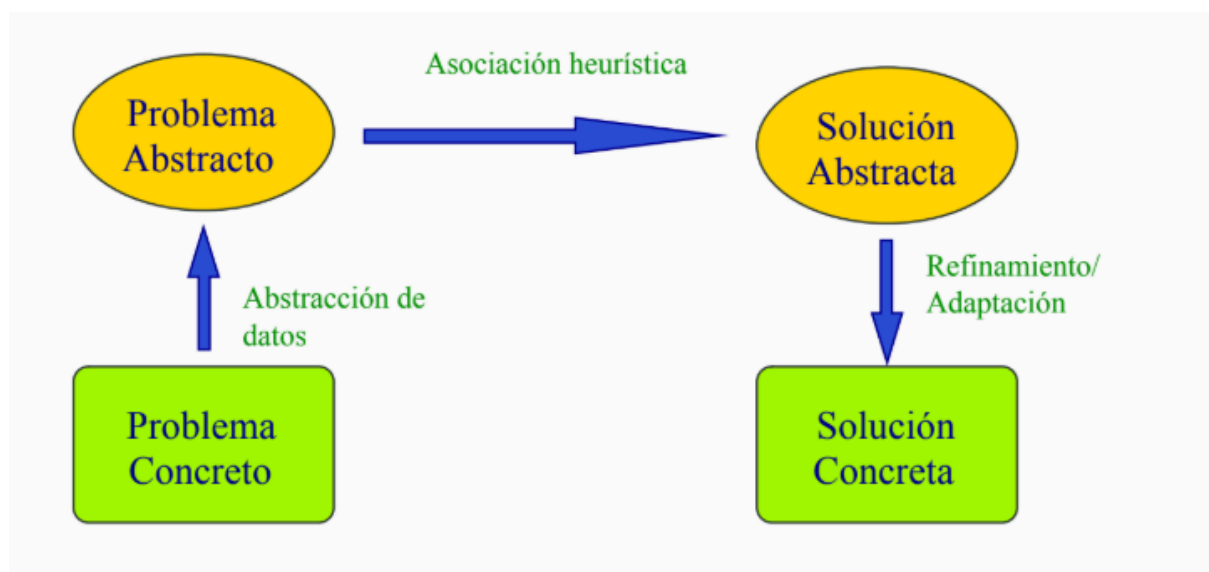 Asociación heurística
Problema
Abstracto
Solución
Abstracta
Abstracción de
datos
Refinamiento/
Adaptación
Problema
Concreto
Solución
Concreta